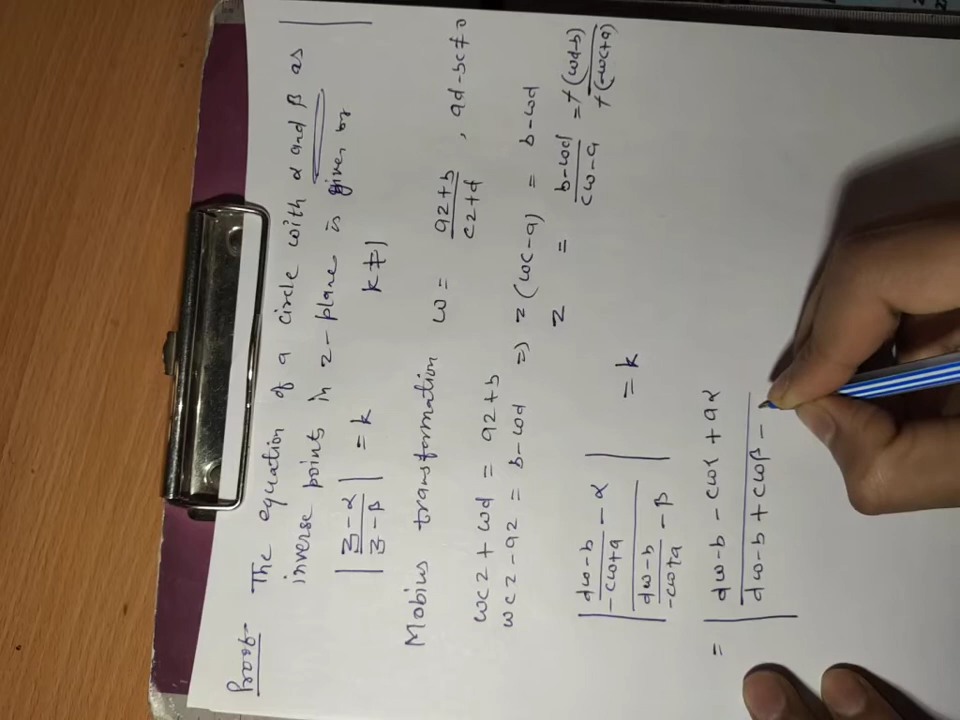 Proof- The equation of a circle with α and β as
inverse points in z-plane is given by
|z-α / z-β| = k k≠1
Mobius transformation w = az+b / cz+d , ad-bc≠0
wcz + wd = az+b
wcz-az = b-wd => z(wc-a) = b-wd
z = b-wd / cw-a = +(wd-b) / +(-wc+a)
| (dw-b / -cw+a - α) / (dw-b / -cw+a - β) | = k
= | dw-b - cwα + aα / dw-b + cwβ -